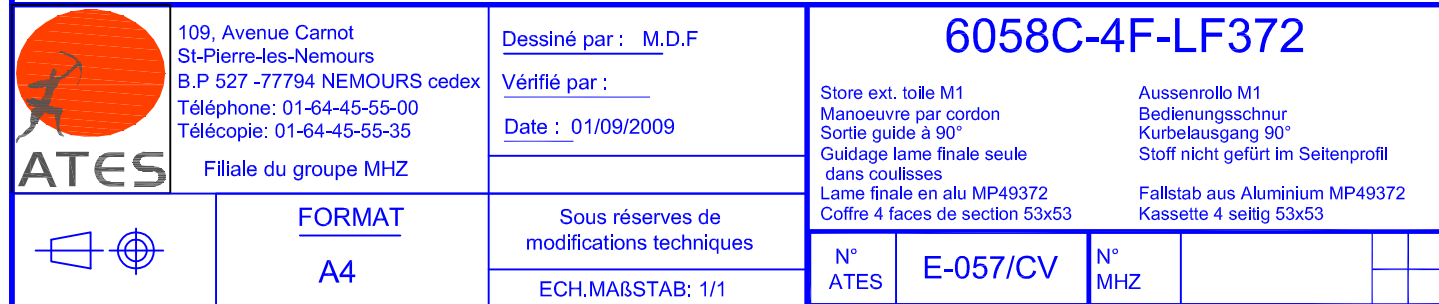 ATES
109, Avenue Carnot
St-Pierre-les-Nemours
B.P 527 -77794 NEMOURS cedex
Téléphone: 01-64-45-55-00
Télécopie: 01-64-45-55-35
Filiale du groupe MHZ
Dessiné par : M.D.F
Vérifié par :
Date : 01/09/2009
FORMAT
A4
Sous réserves de
modifications techniques
ECH.MAßSTAB: 1/1
6058C-4F-LF372
Store ext. toile M1
Manoeuvre par cordon
Sortie guide à 90°
Guidage lame finale seule
dans coulisses
Lame finale en alu MP49372
Coffre 4 faces de section 53x53
Aussenrollo M1
Bedienungsschnur
Kurbelausgang 90°
Stoff nicht gefürt im Seitenprofil
Fallstab aus Aluminium MP49372
Kassette 4 seitig 53x53
N°
ATES
E-057/CV
N°
MHZ